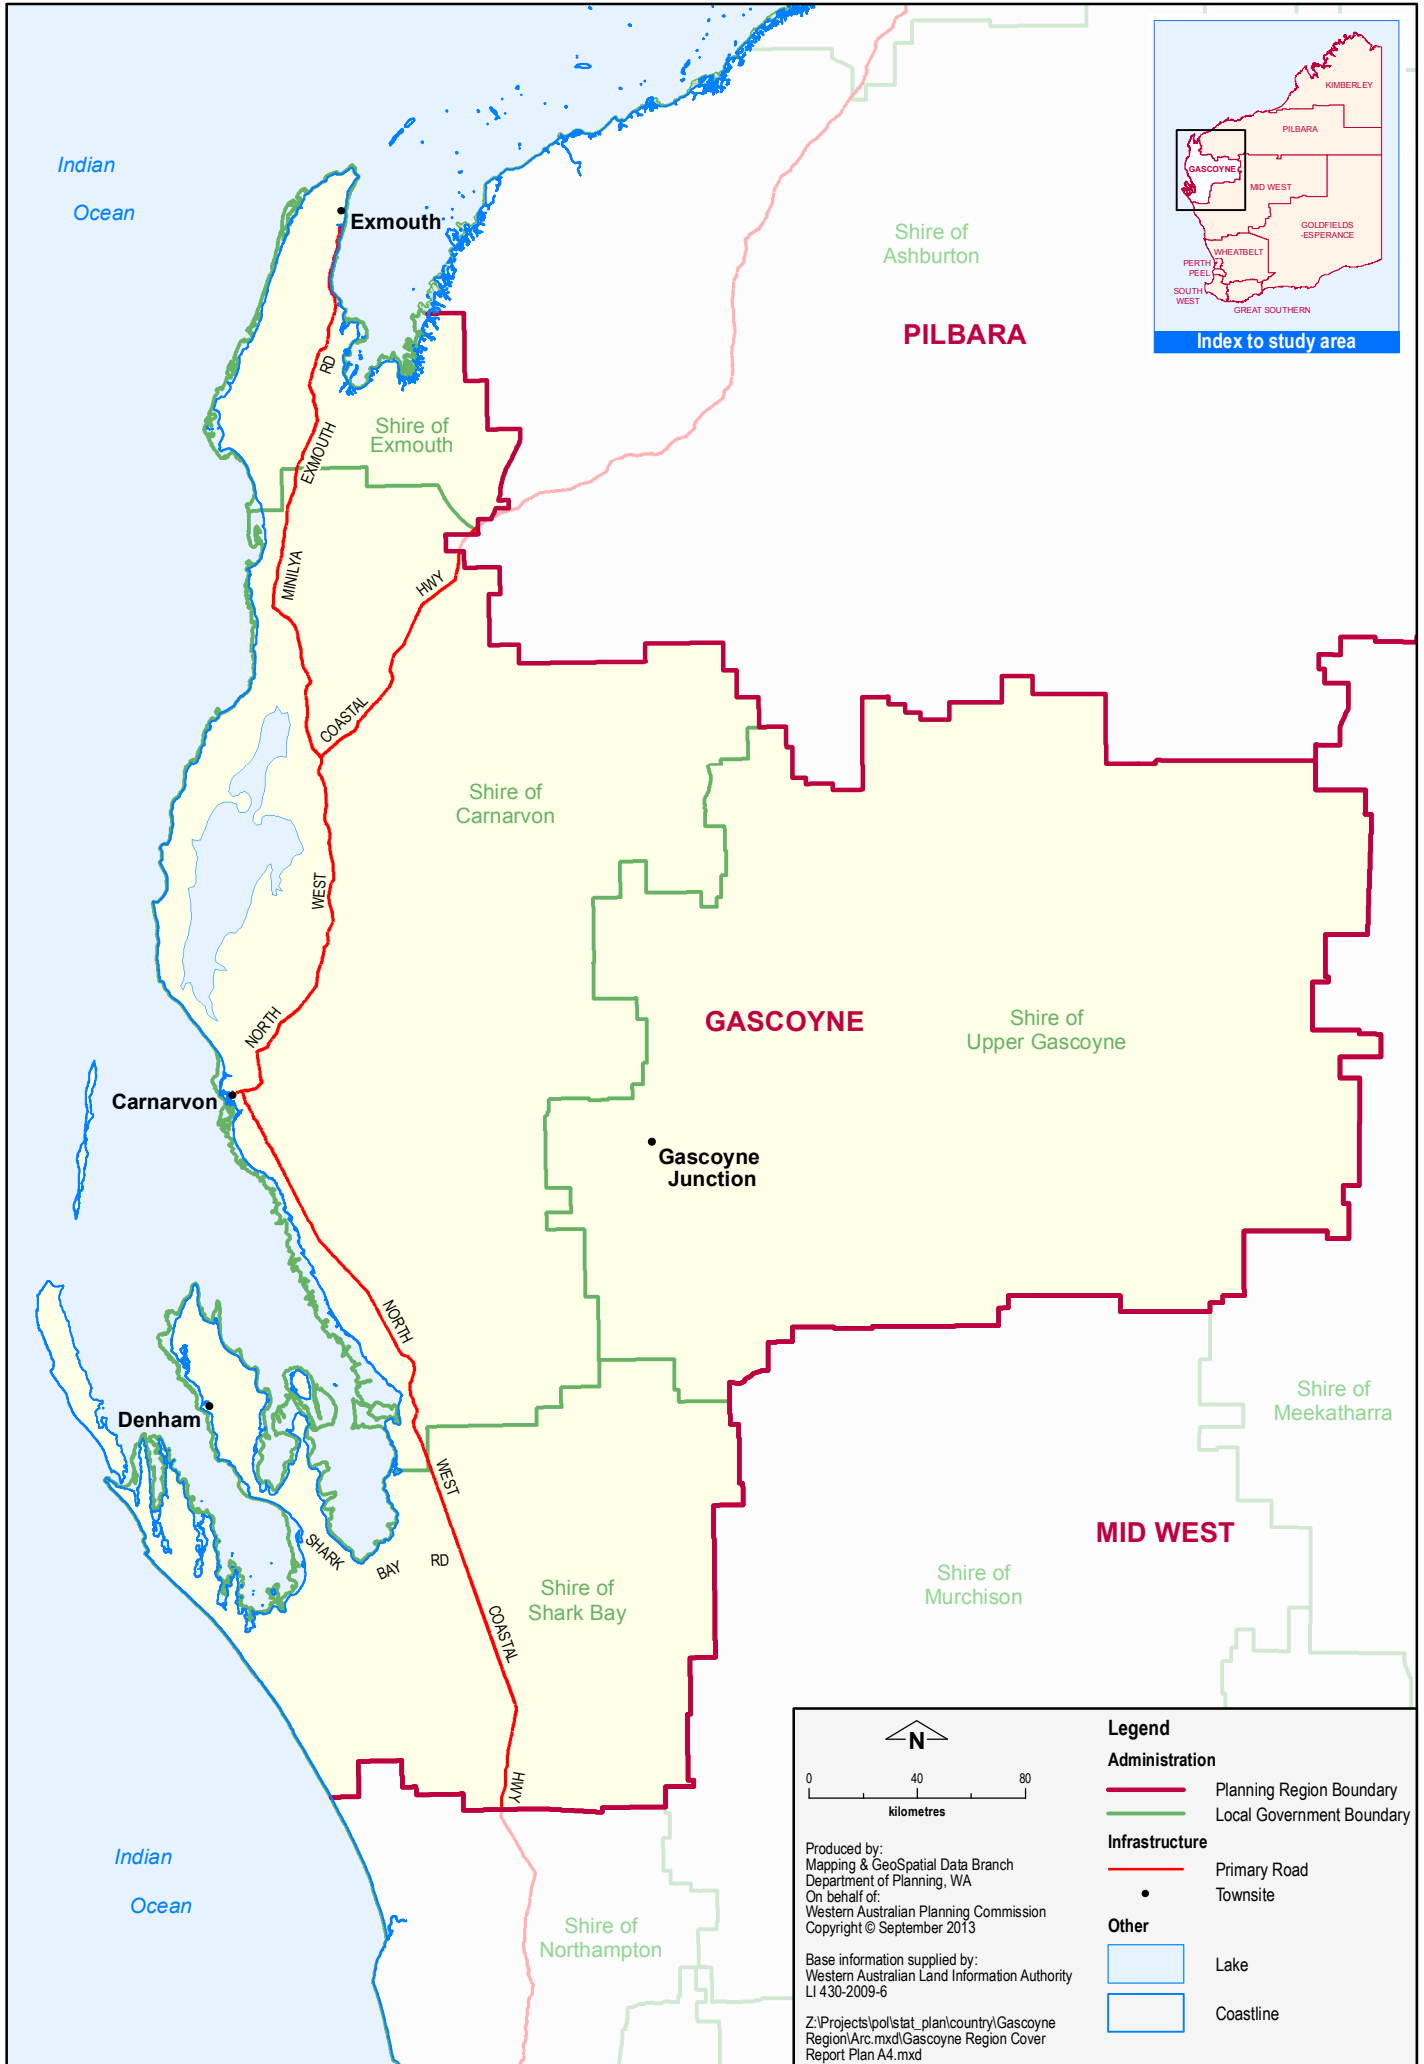 Indian
Ocean
Exmouth
Shire of
Ashburton
PILBARA
KIMBERLEY
PILBARA
GASCOYNE
MID WEST
GOLDFIELDS
-ESPERANCE
WHEATBELT
PERTH
PEEL
SOUTH
WEST
GREAT SOUTHERN
Index to study area
RD
EXMOUTH
MINILYA
Shire of
Exmouth
HWY
COASTAL
WEST
NORTH
Shire of
Carnarvon
GASCOYNE
Shire of
Upper Gascoyne
Carnarvon
Gascoyne
Junction
NORTH
WEST
COASTAL
HWY
Denham
SHARK
BAY
RD
Shire of
Shark Bay
Shire of
Meekatharra
MID WEST
Shire of
Murchison
Indian
Ocean
Shire of
Northampton
N
0 40 80
kilometres
Produced by:
Mapping & GeoSpatial Data Branch
Department of Planning, WA
On behalf of:
Western Australian Planning Commission
Copyright © September 2013
Base information supplied by:
Western Australian Land Information Authority
LI 430-2009-6
Z:\Projects\pol\stat_plan\country\Gascoyne
Region\Arc.mxd\Gascoyne Region Cover
Report Plan A4.mxd
Legend
Administration
Planning Region Boundary
Local Government Boundary
Infrastructure
Primary Road
Townsite
Other
Lake
Coastline